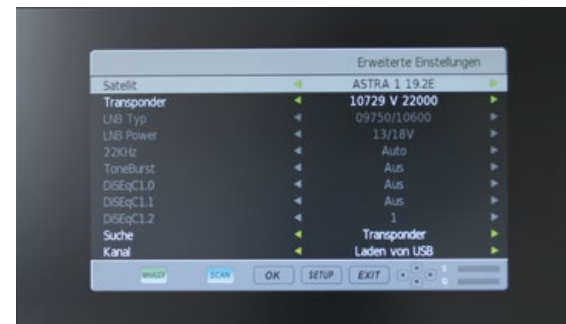 Erweiterte Einstellungen
Satellit ASTRA 1 19.2E
Transponder 10729 V 22000
LNB Typ 09750/10600
LNB Power 13/18V
22KHz Auto
ToneBurst Aus
DiSEqC1.0 Aus
DiSEqC1.1 Aus
DiSEqC1.2 1
Suche Transponder
Kanal Laden von USB
SCAN OK SETUP EXIT S
Q